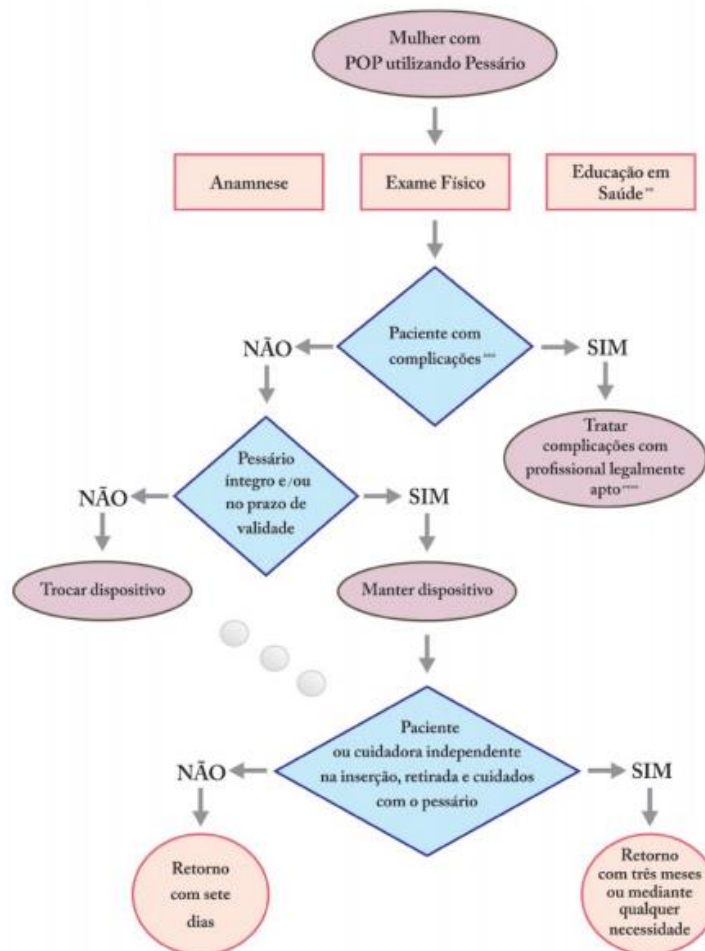 Mulher com
POP utilizando Pessário
Anamnese
Exame Físico
Educação em
Saúde**
Paciente com
complicações***
NÃO
SIM
Tratar
complicações com
profissional legalmente
apto****
Pessário
íntegro e/ou
no prazo de
validade
NÃO
SIM
Trocar dispositivo
Manter dispositivo
Paciente
ou cuidadora independente
na inserção, retirada e cuidados
com o pessário
NÃO
SIM
Retorno
com sete
dias
Retorno
com três meses
ou mediante
qualquer
necessidade